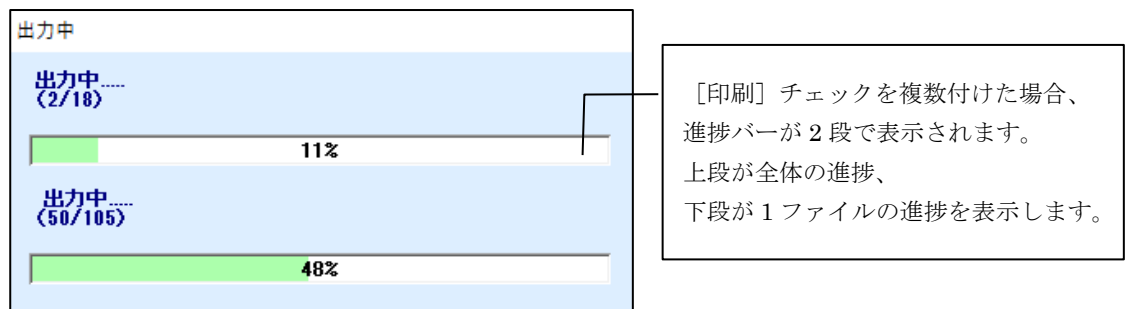 出力中
出力中.....
(2/18)
11%
出力中.....
(50/105)
48%
［印刷］チェックを複数付けた場合、
進捗バーが 2 段で表示されます。
上段が全体の進捗、
下段が 1 ファイルの進捗を表示します。